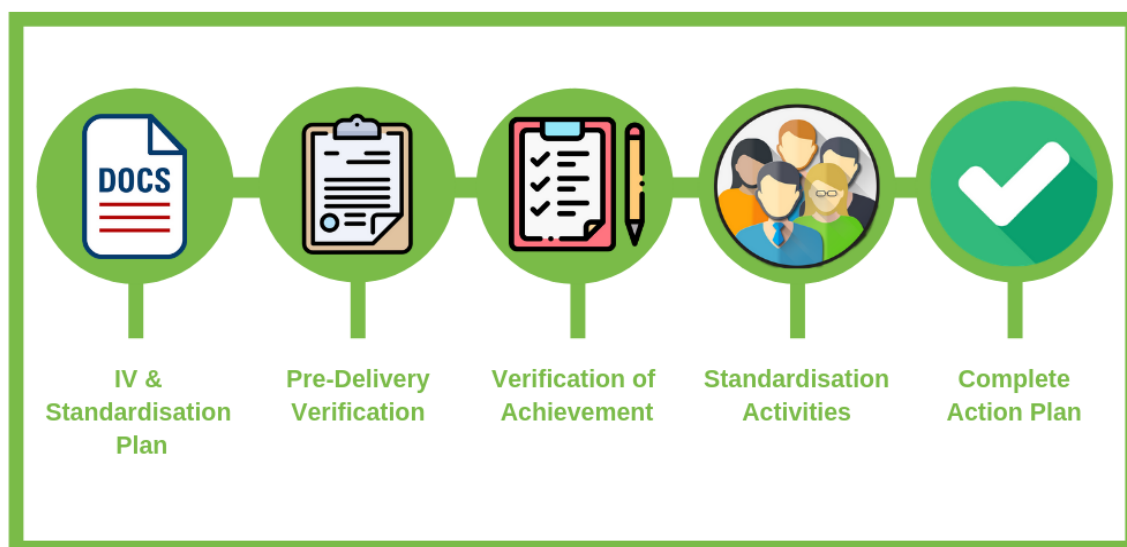 DOCS
IV &
Standardisation
Plan
Pre-Delivery
Verification
Verification of
Achievement
Standardisation
Activities
Complete
Action Plan